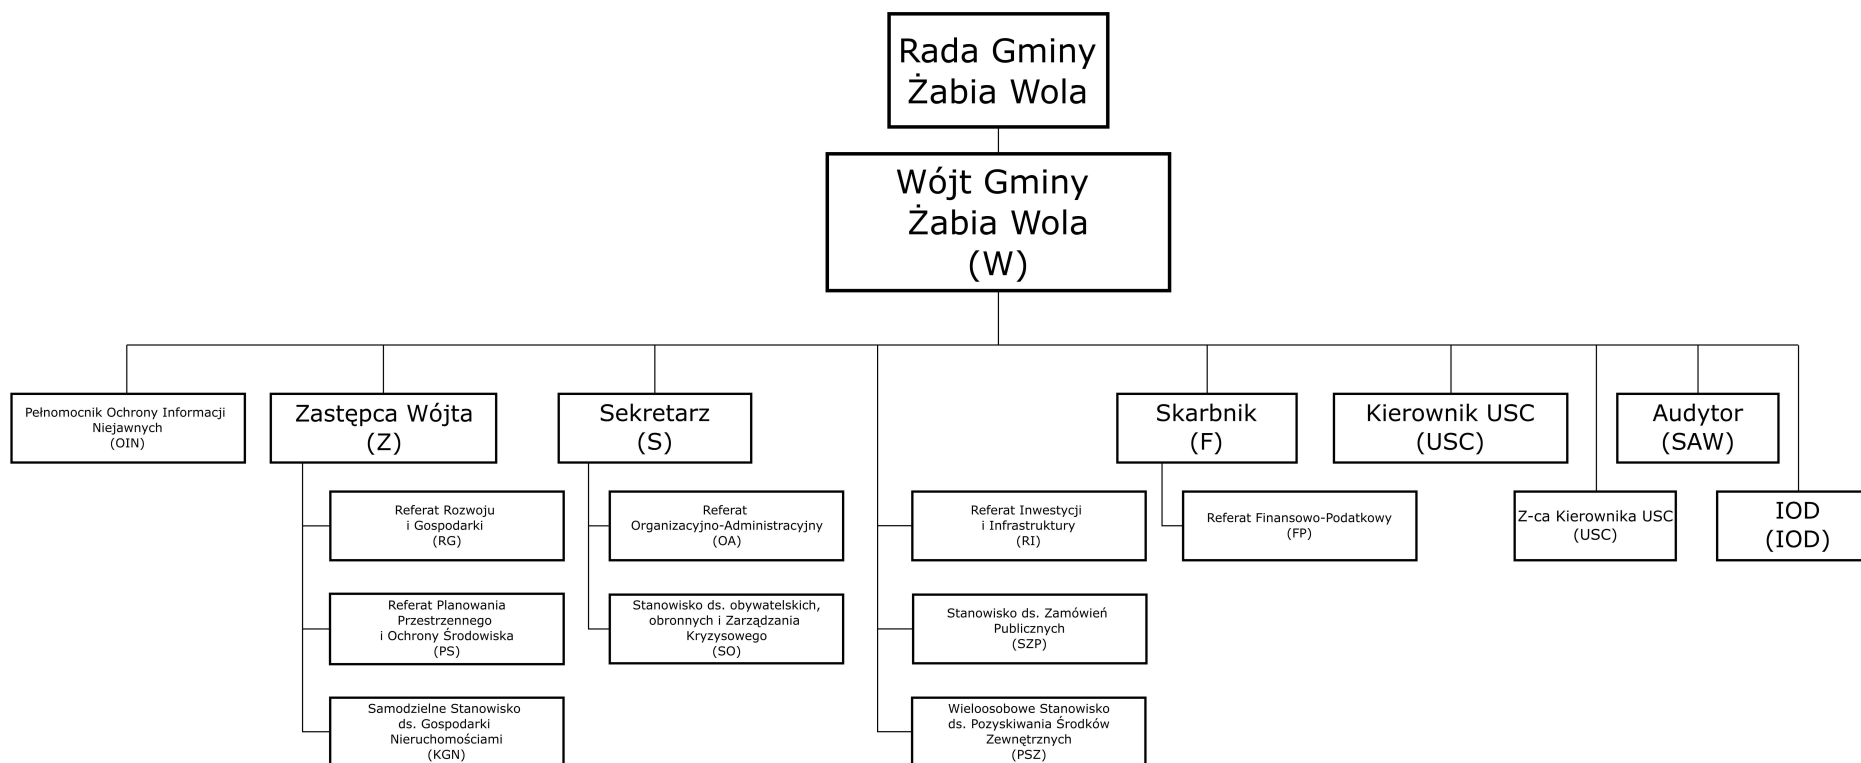 Rada Gminy
Żabia Wola
Wójt Gminy
Żabia Wola
(W)
Pełnomocnik Ochrony Informacji
Niejawnych
(OIN)
Zastępca Wójta
(Z)
Sekretarz
(S)
Skarbnik
(F)
Kierownik USC
(USC)
Audytor
(SAW)
Referat Rozwoju
i Gospodarki
(RG)
Referat
Organizacyjno-Administracyjny
(OA)
Referat Inwestycji
i Infrastruktury
(RI)
Referat Finansowo-Podatkowy
(FP)
Z-ca Kierownika USC
(USC)
IOD
(IOD)
Referat Planowania
Przestrzennego
i Ochrony Środowiska
(PS)
Stanowisko ds. obywatelskich,
obronnych i Zarządzania
Kryzysowego
(SO)
Stanowisko ds. Zamówień
Publicznych
(SZP)
Samodzielne Stanowisko
ds. Gospodarki
Nieruchomościami
(KGN)
Wieloosobowe Stanowisko
ds. Pozyskiwania Środków
Zewnętrznych
(PSZ)